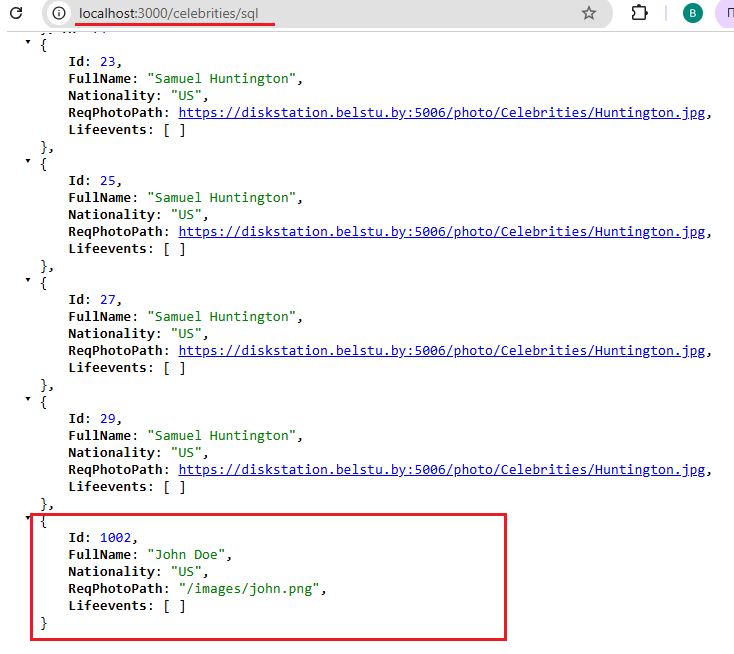 localhost:3000/celebrities/sql
B
П
{
Id: 23,
FullName: "Samuel Huntington",
Nationality: "US",
ReqPhotoPath: https://diskstation.belstu.by:5006/photo/Celebrities/Huntington.jpg,
Lifeevents: [ ]
},
{
Id: 25,
FullName: "Samuel Huntington",
Nationality: "US",
ReqPhotoPath: https://diskstation.belstu.by:5006/photo/Celebrities/Huntington.jpg,
Lifeevents: [ ]
},
{
Id: 27,
FullName: "Samuel Huntington",
Nationality: "US",
ReqPhotoPath: https://diskstation.belstu.by:5006/photo/Celebrities/Huntington.jpg,
Lifeevents: [ ]
},
{
Id: 29,
FullName: "Samuel Huntington",
Nationality: "US",
ReqPhotoPath: https://diskstation.belstu.by:5006/photo/Celebrities/Huntington.jpg,
Lifeevents: [ ]
},
{
Id: 1002,
FullName: "John Doe",
Nationality: "US",
ReqPhotoPath: "/images/john.png",
Lifeevents: [ ]
}